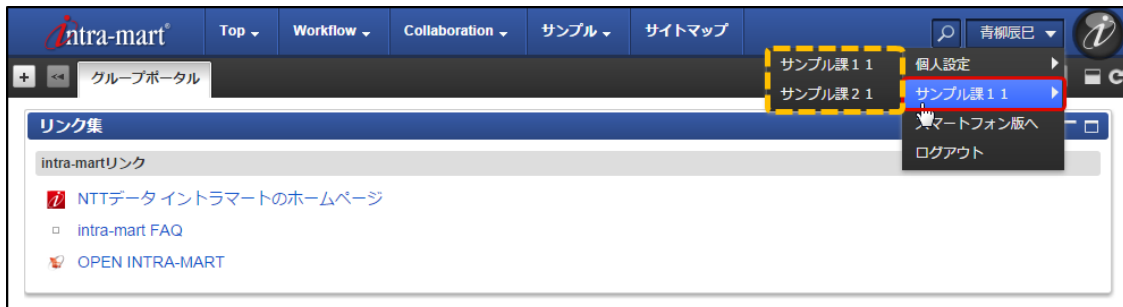 intra-mart® Top Workflow Collaboration サンプル サイトマップ 青柳辰巳
グループポータル
サンプル課11 個人設定
サンプル課21 サンプル課11
スマートフォン版へ
ログアウト
リンク集
intra-martリンク
NTTデータ イントラマートのホームページ
intra-mart FAQ
OPEN INTRA-MART